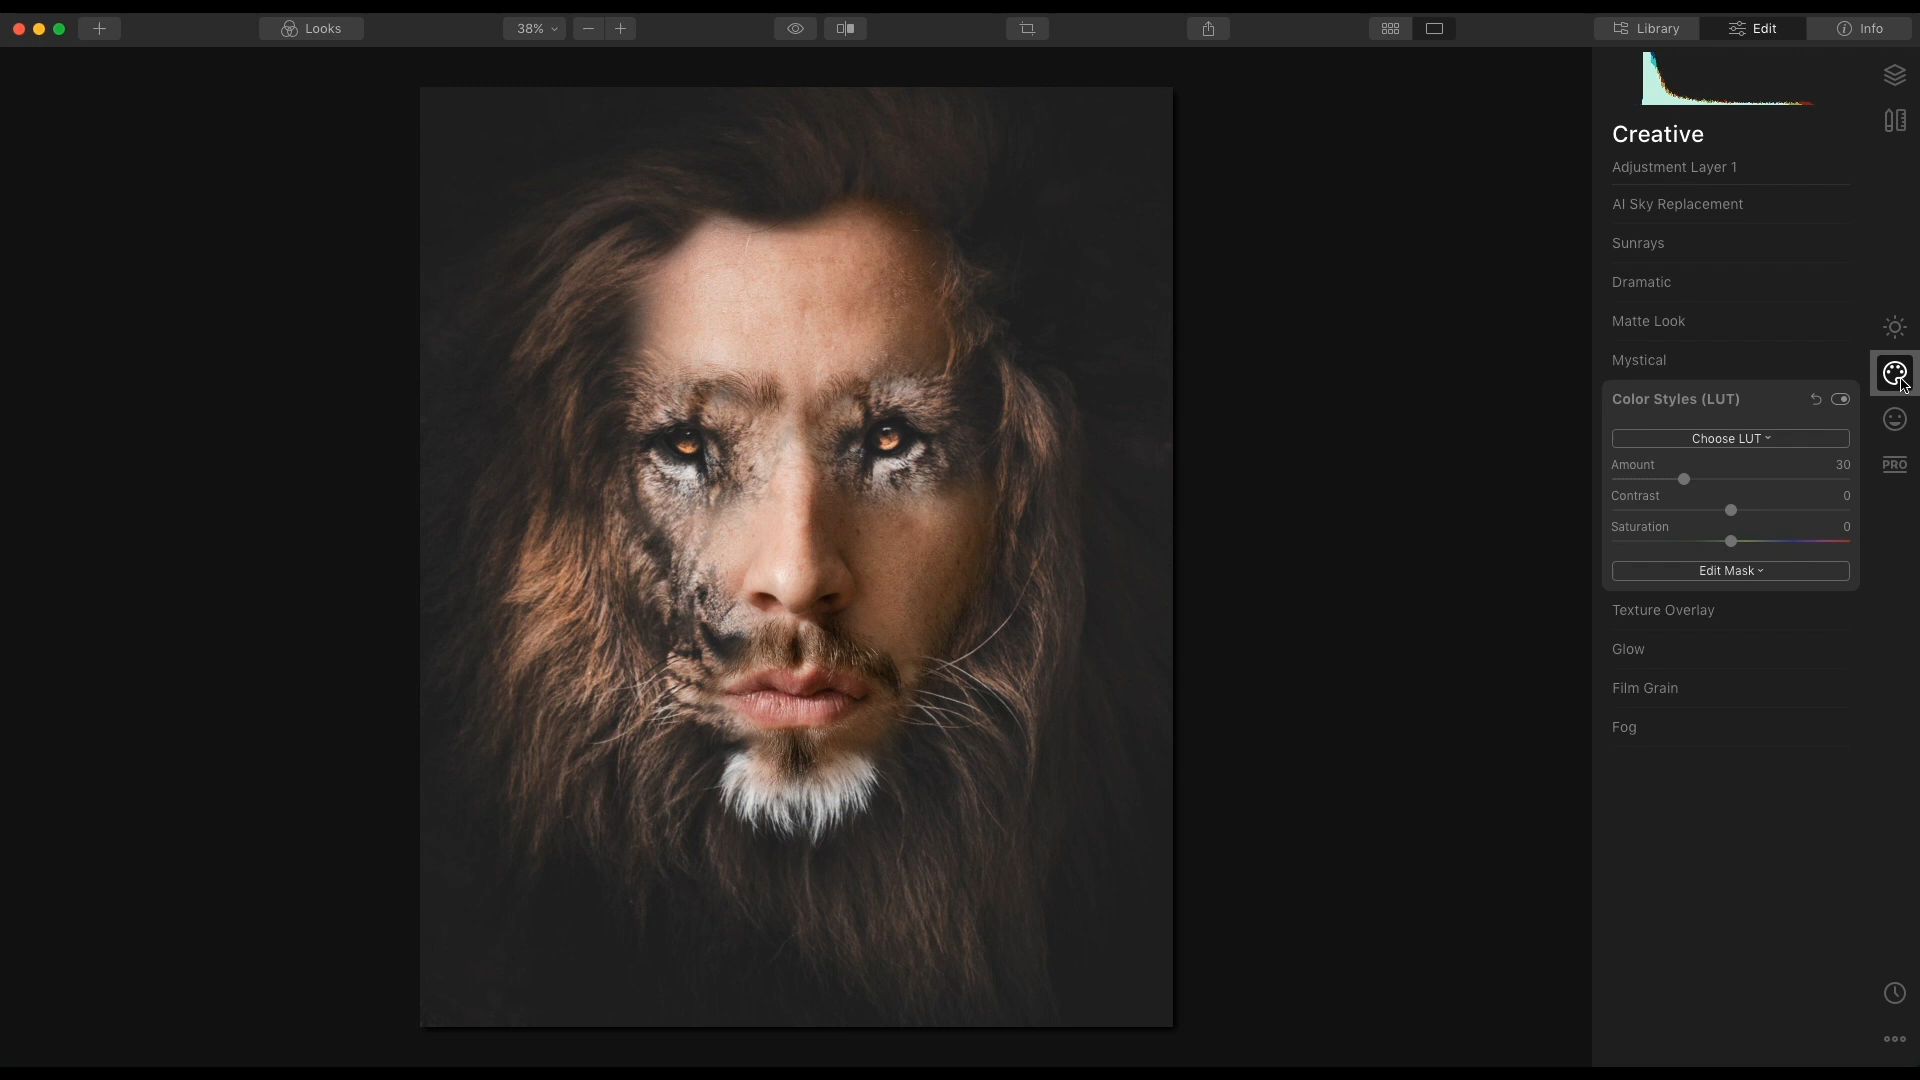 Looks
38%
Library
Edit
Info
Creative
Adjustment Layer 1
AI Sky Replacement
Sunrays
Dramatic
Matte Look
Mystical
Color Styles (LUT)
Choose LUT
Amount 30
Contrast 0
Saturation 0
Edit Mask
Texture Overlay
Glow
Film Grain
Fog
PRO